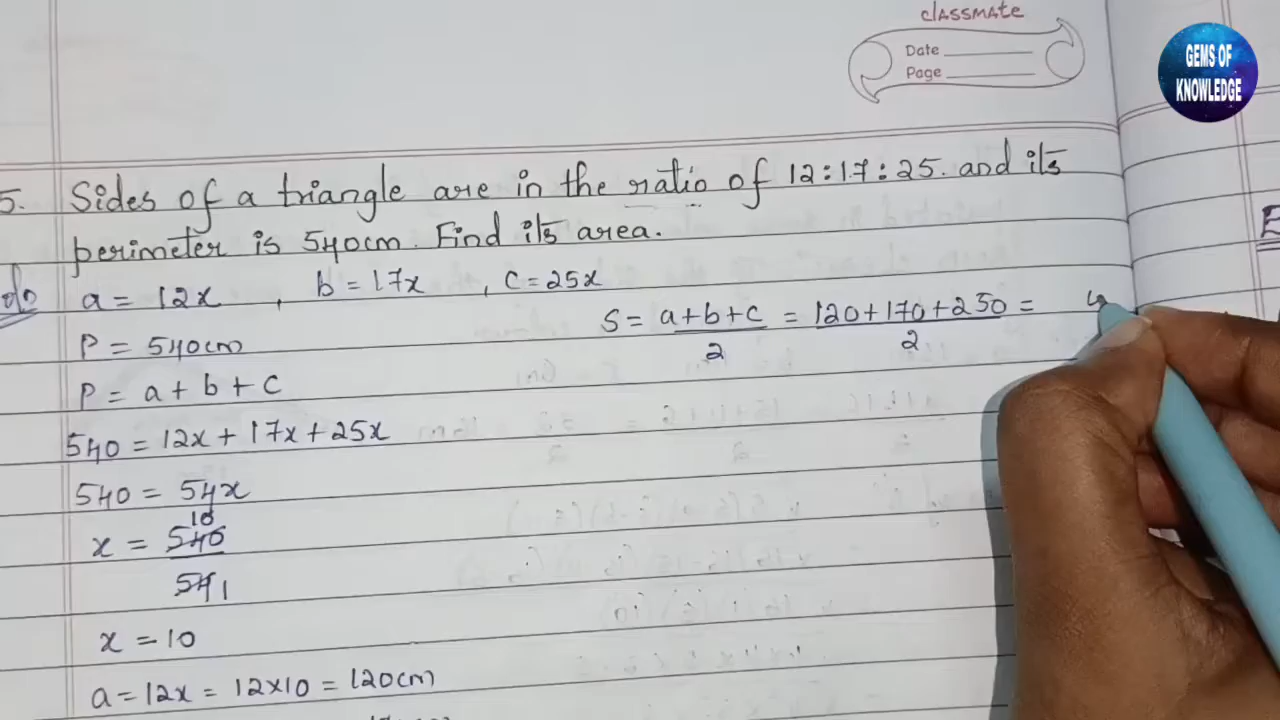 classmate
Date
Page
GEMS OF
KNOWLEDGE
5. Sides of a triangle are in the ratio of 12:17:25. and its
perimeter is 540cm. Find its area.
a = 12x , b = 17x , c = 25x
S = a+b+c/2 = 120+170+250/2 =
P = 540cm
P = a + b + c
540 = 12x + 17x + 25x
540 = 54x
10
x = 540
54 1
x = 10
a = 12x = 12×10 = 120cm